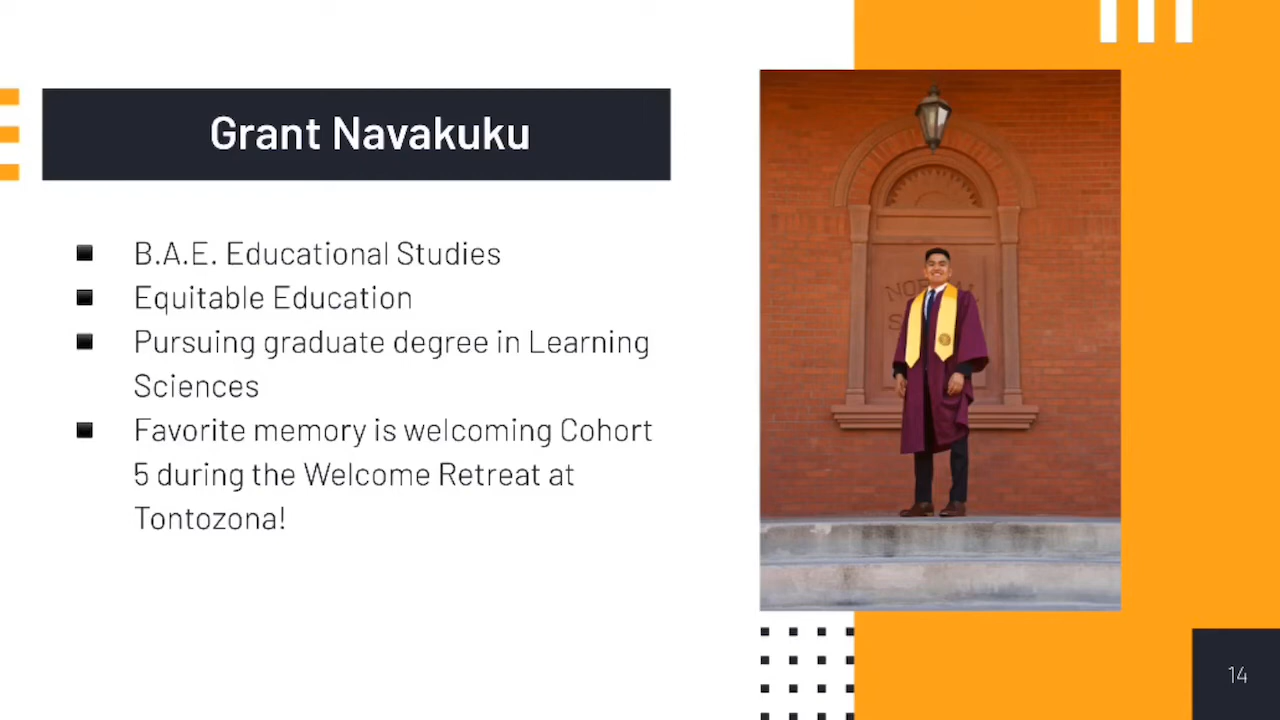 Grant Navakuku
B.A.E. Educational Studies
Equitable Education
Pursuing graduate degree in Learning
Sciences
Favorite memory is welcoming Cohort
5 during the Welcome Retreat at
Tontozona!
14